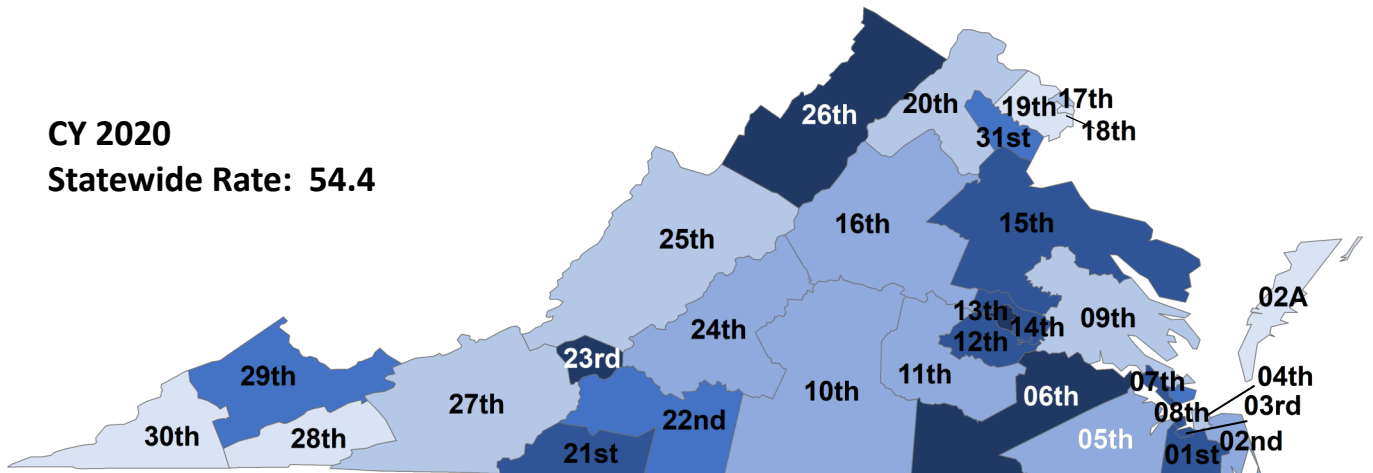 CY 2020
Statewide Rate: 54.4
26th
20th
19th
17th
18th
31st
25th
16th
15th
02A
24th
13th
14th
09th
12th
23rd
29th
27th
10th
11th
06th
07th
04th
08th
03rd
30th
28th
22nd
21st
05th
01st
02nd